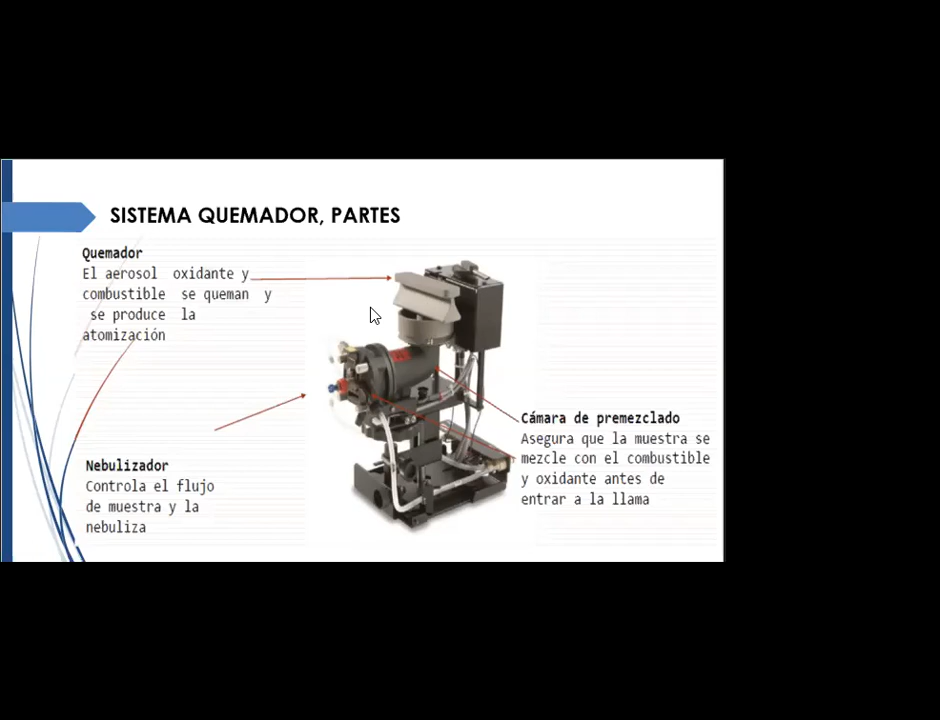 SISTEMA QUEMADOR, PARTES
Quemador
El aerosol oxidante y
combustible se queman y
se produce la
atomización
Cámara de premezclado
Asegura que la muestra se
mezcle con el combustible
y oxidante antes de
entrar a la llama
Nebulizador
Controla el flujo
de muestra y la
nebuliza